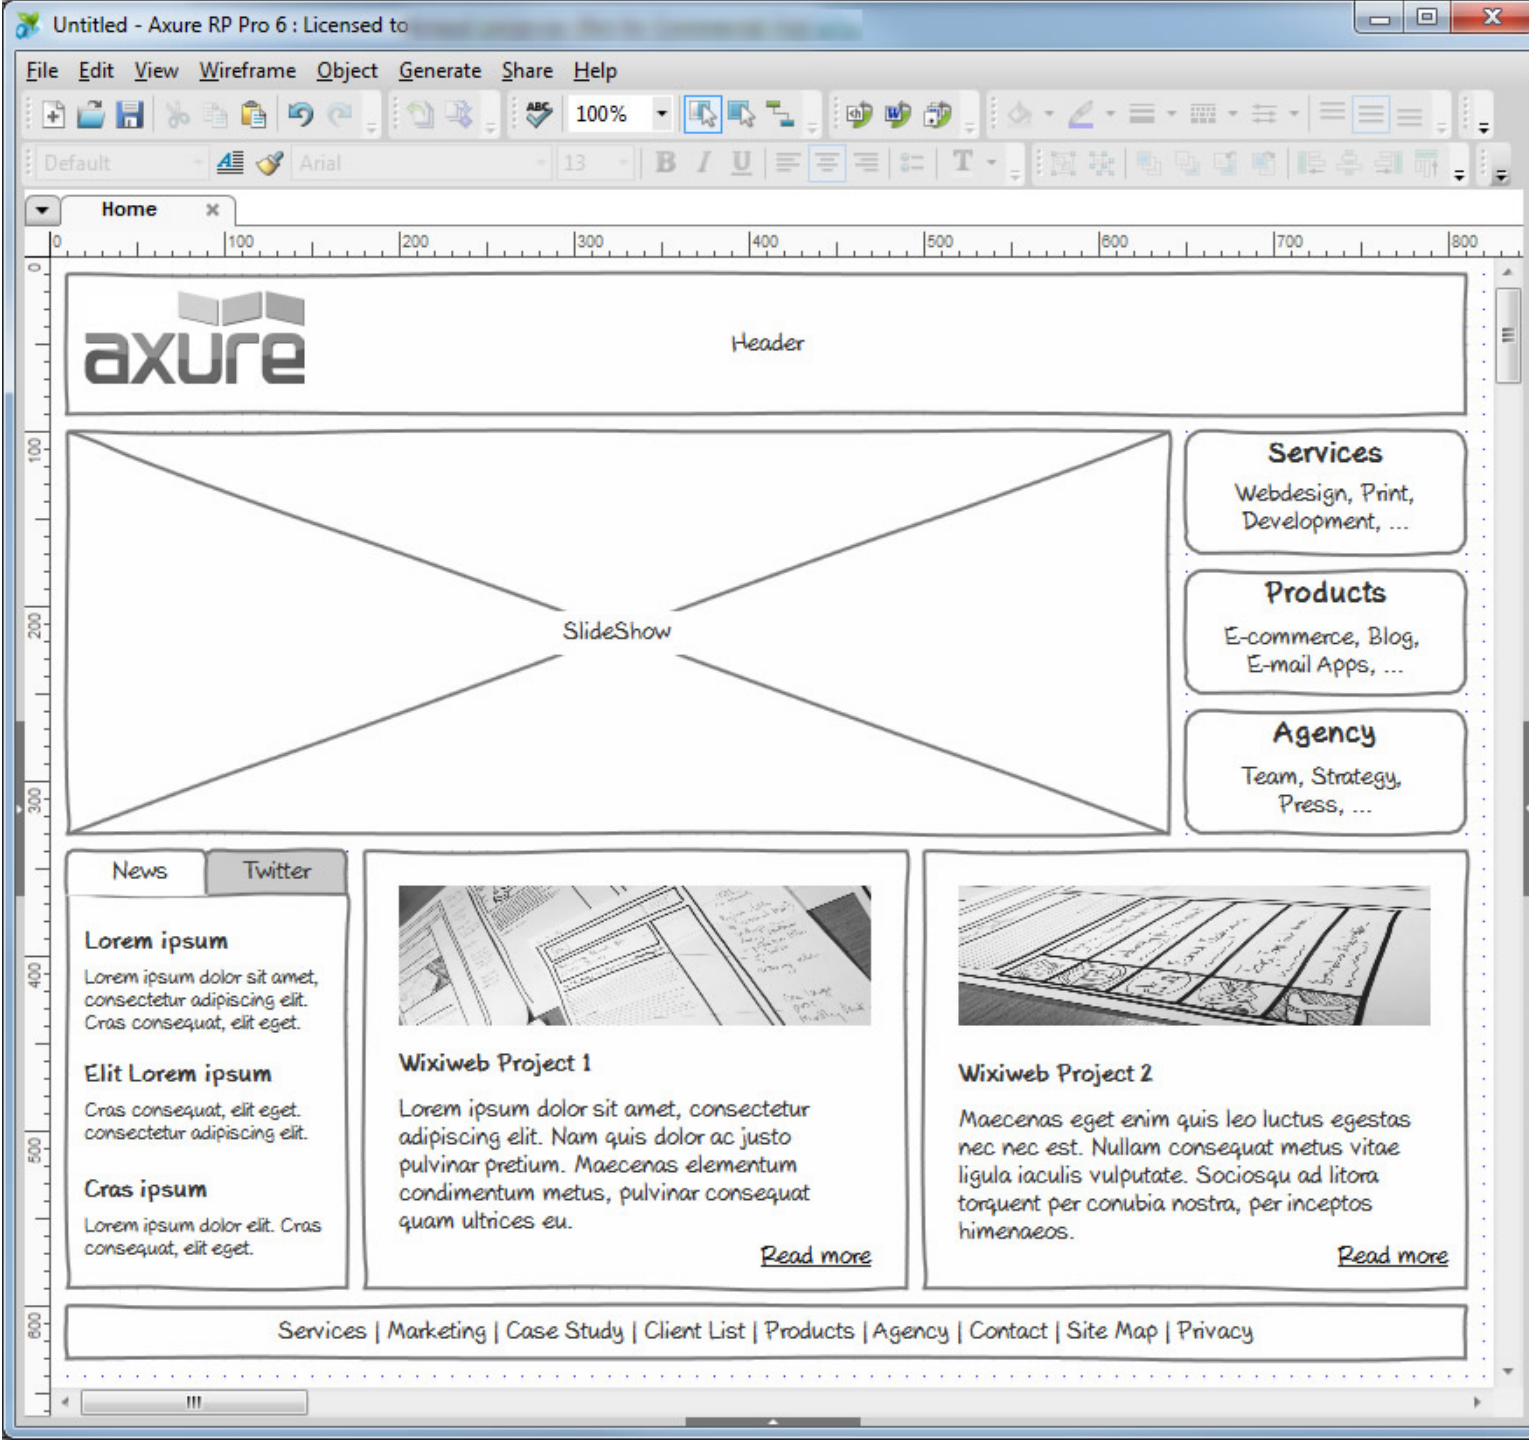 Untitled - Axure RP Pro 6 : Licensed to
File Edit View Wireframe Object Generate Share Help
ABC 100%
Default Arial 13 B I U T
Home
0 100 200 300 400 500 600 700 800
0
100
200
300
400
500
600
axure
Header
SlideShow
Services
Webdesign, Print,
Development, ...
Products
E-commerce, Blog,
E-mail Apps, ...
Agency
Team, Strategy,
Press, ...
News Twitter
Lorem ipsum
Lorem ipsum dolor sit amet,
consectetur adipiscing elit.
Cras consequat, elit eget.
Elit Lorem ipsum
Cras consequat, elit eget.
consectetur adipiscing elit.
Cras ipsum
Lorem ipsum dolor elit. Cras
consequat, elit eget.
Wixiweb Project 1
Lorem ipsum dolor sit amet, consectetur
adipiscing elit. Nam quis dolor ac justo
pulvinar pretium. Maecenas elementum
condimentum metus, pulvinar consequat
quam ultrices eu.
Read more
Wixiweb Project 2
Maecenas eget enim quis leo luctus egestas
nec nec est. Nullam consequat metus vitae
ligula iaculis vulputate. Sociosqu ad litora
torquent per conubia nostra, per inceptos
himenaeos.
Read more
Services | Marketing | Case Study | Client List | Products | Agency | Contact | Site Map | Privacy